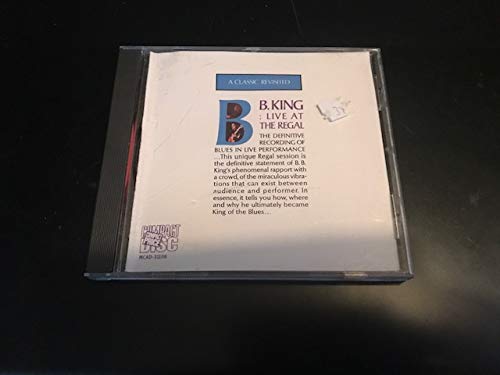 A CLASSIC REVISITED
B B.KING
: LIVE AT
THE REGAL
THE DEFINITIVE
RECORDING OF
BLUES IN LIVE PERFORMANCE
...This unique Regal session is
the definitive statement of B.B.
King's phenomenal rapport with
a crowd, of the miraculous vibra-
tions that can exist between
audience and performer. In
essence, it tells you how, where
and why he ultimately became
King of the Blues...
COMPACT
DISC